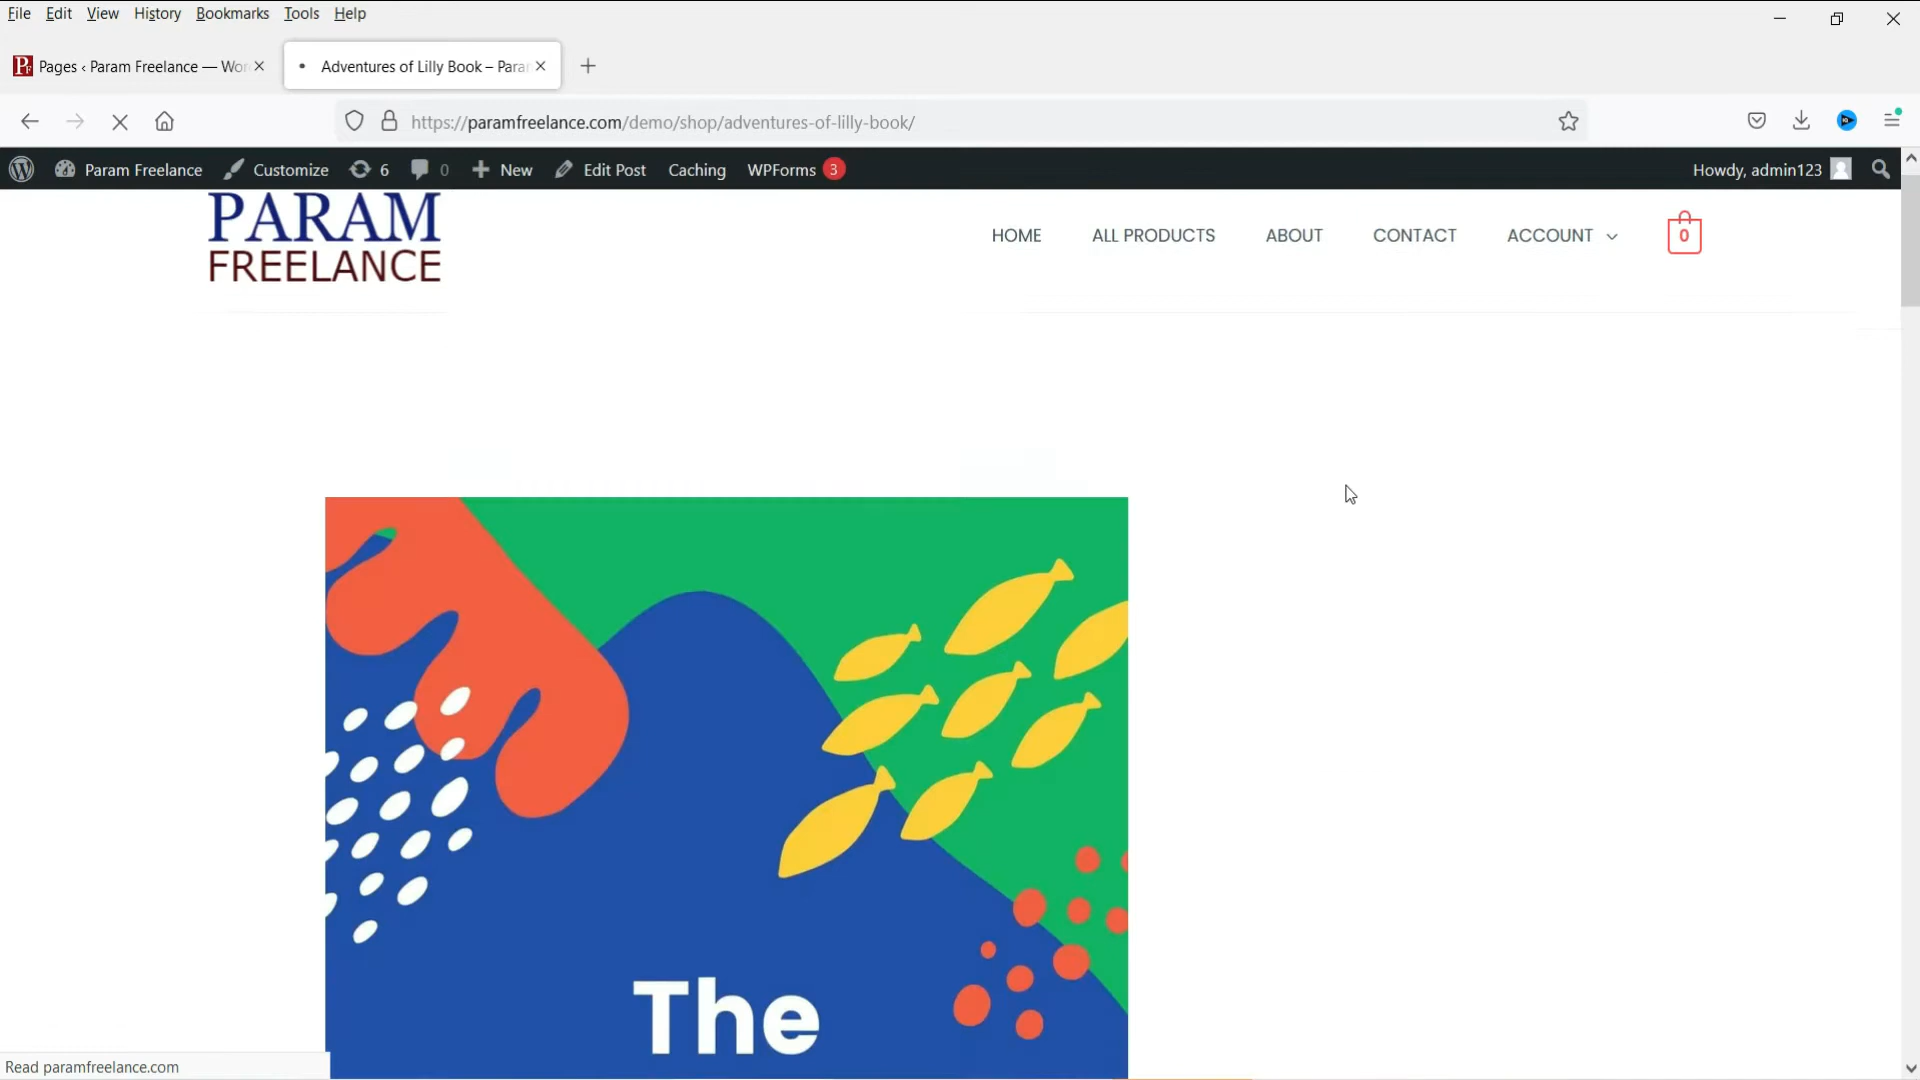 File Edit View History Bookmarks Tools Help
Pages ‹ Param Freelance — Wor
Adventures of Lilly Book – Para
https://paramfreelance.com/demo/shop/adventures-of-lilly-book/
Param Freelance Customize 6 0 New Edit Post Caching WPForms 3 Howdy, admin123
PARAM
FREELANCE
HOME ALL PRODUCTS ABOUT CONTACT ACCOUNT 0
The
Read paramfreelance.com